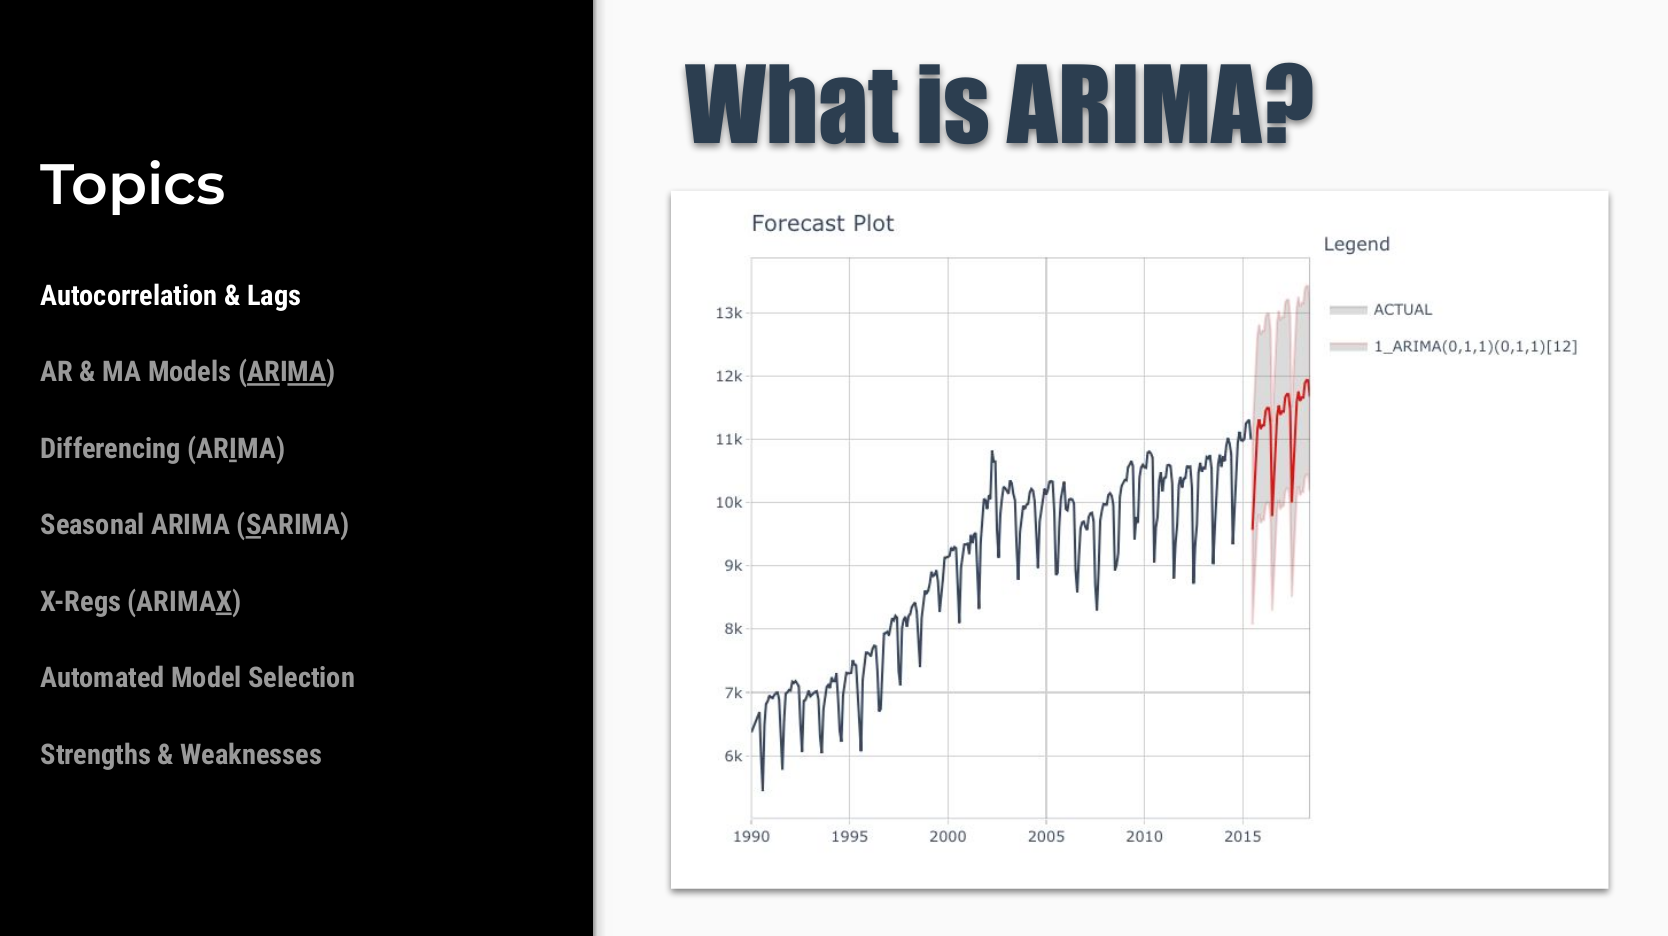 Topics
Autocorrelation & Lags
AR & MA Models (ARIMA)
Differencing (ARIMA)
Seasonal ARIMA (SARIMA)
X-Regs (ARIMAX)
Automated Model Selection
Strengths & Weaknesses
What is ARIMA?
Forecast Plot
Legend
ACTUAL
1_ARIMA(0,1,1)(0,1,1)[12]
13k
12k
11k
10k
9k
8k
7k
6k
1990 1995 2000 2005 2010 2015